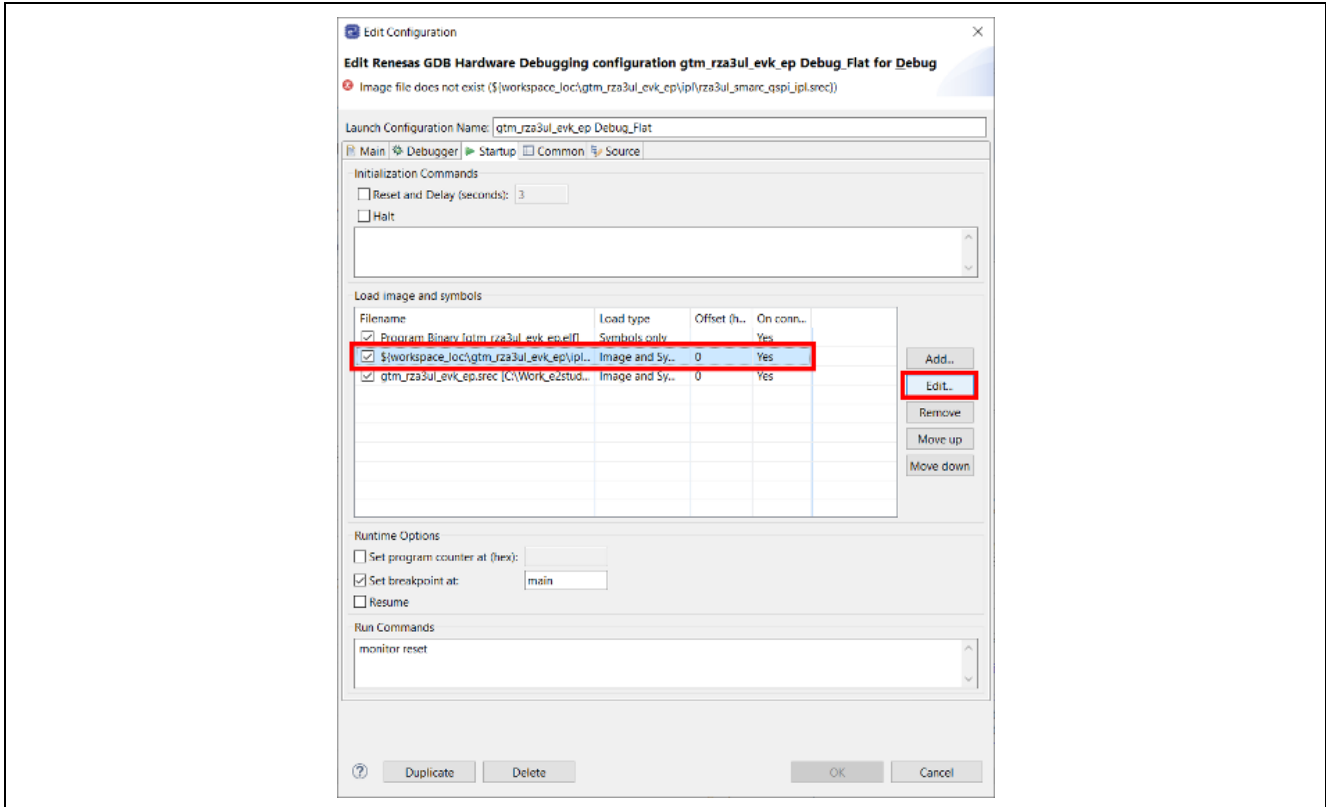 Edit Configuration
Edit Renesas GDB Hardware Debugging configuration gtm_rza3ul_evk_ep Debug_Flat for Debug
Image file does not exist (${workspace_loc:\gtm_rza3ul_evk_ep\ipl\rza3ul_smarc_qspi_ipl.srec))
Launch Configuration Name: gtm_rza3ul_evk_ep Debug_Flat
Main Debugger Startup Common Source
Initialization Commands
Reset and Delay (seconds): 3
Halt
Load image and symbols
Filename Load type Offset (h... On conn...
Program Binary [gtm_rza3ul_evk_ep.elf] Symbols only Yes
${workspace_loc:\gtm_rza3ul_evk_ep\ipl... Image and Sy... 0 Yes
gtm_rza3ul_evk_ep.srec [C:\Work_e2stud... Image and Sy... 0 Yes
Add...
Edit...
Remove
Move up
Move down
Runtime Options
Set program counter at (hex):
Set breakpoint at: main
Resume
Run Commands
monitor reset
Duplicate Delete OK Cancel